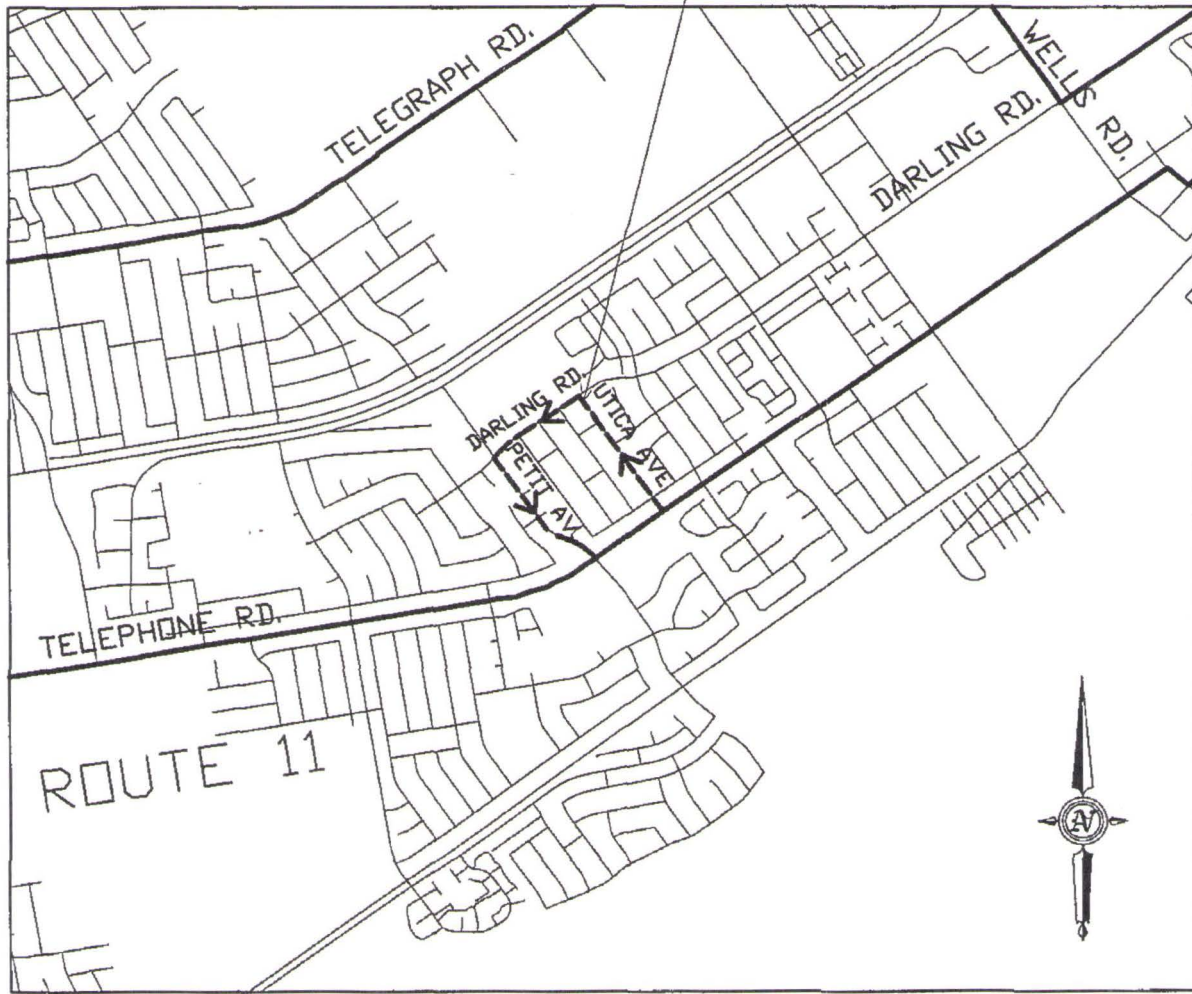 TELEGRAPH RD.
WELLS RD.
DARLING RD.
DARLING RD.
UTICA AVE
PETIT AV.
TELEPHONE RD.
ROUTE 11
N